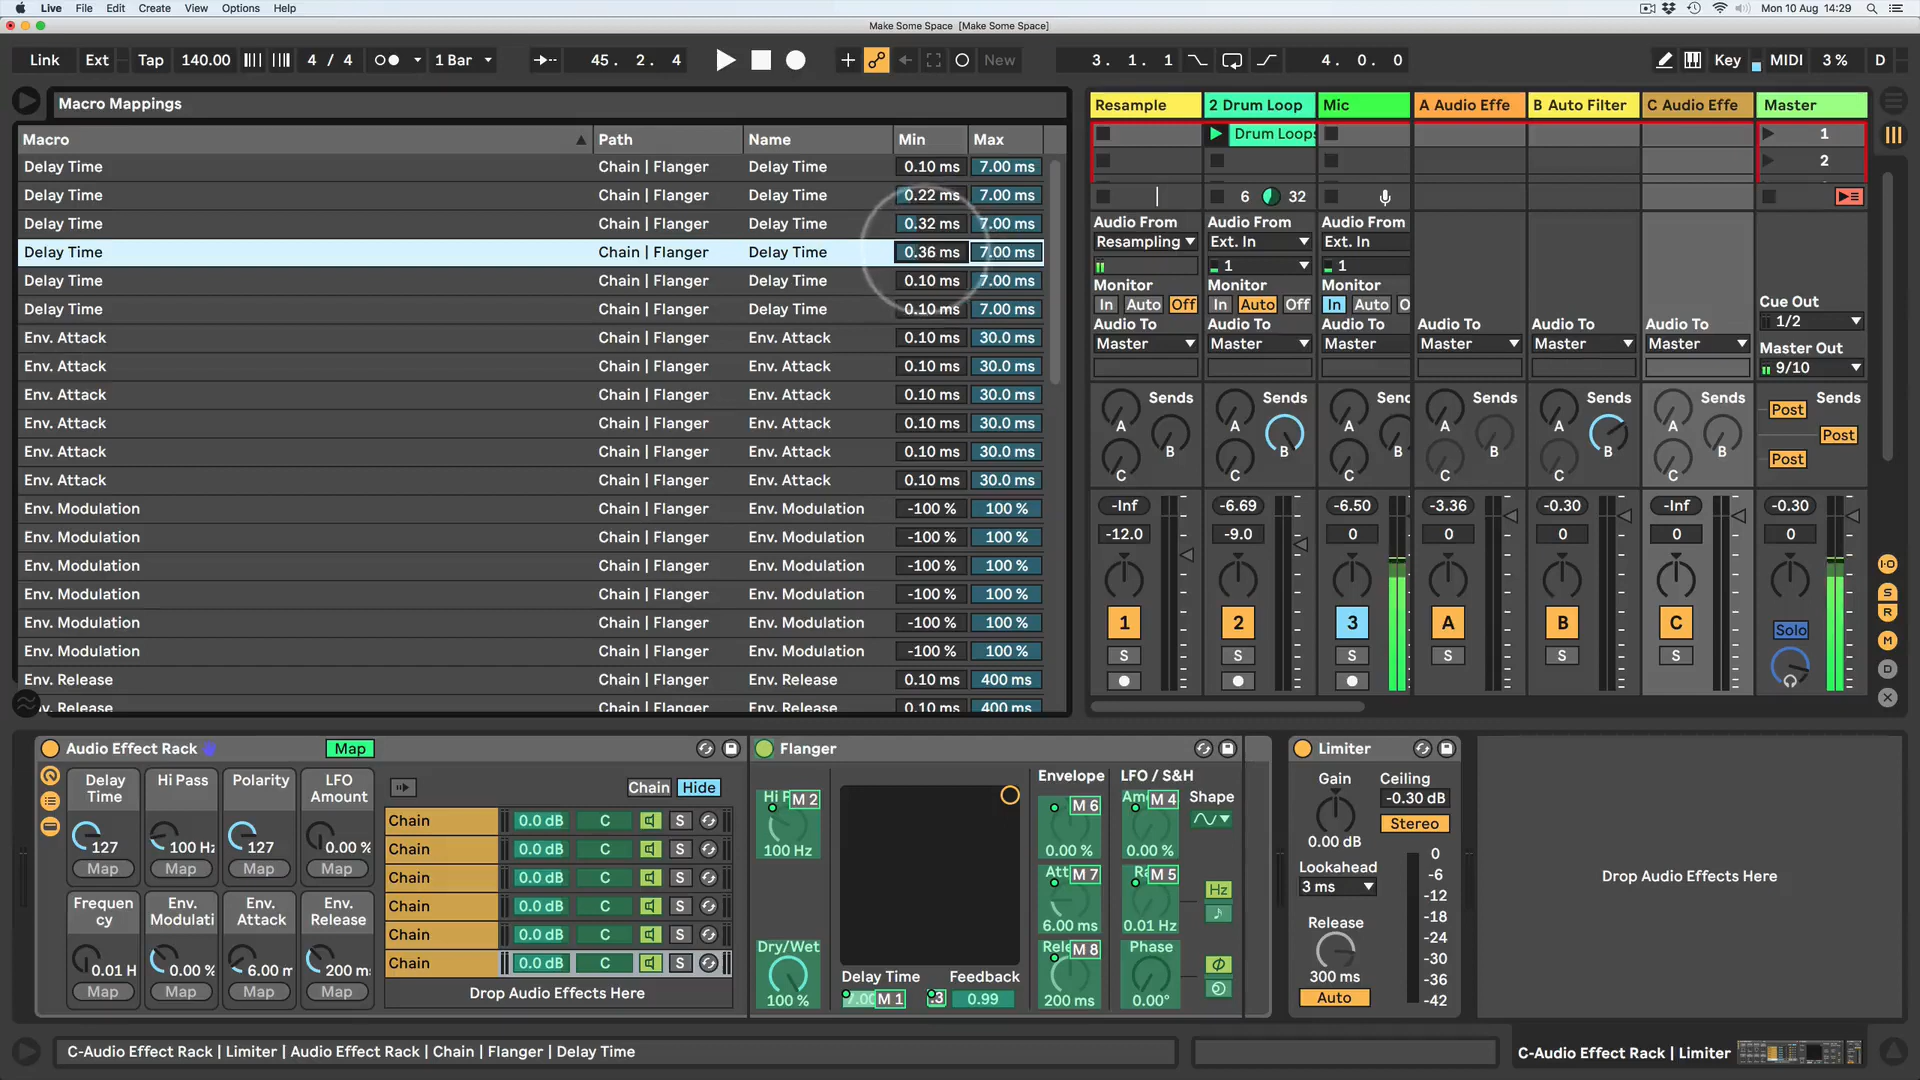 Live File Edit Create View Options Help Mon 10 Aug 14:29
Make Some Space [Make Some Space]
Link Ext Tap 140.00 4 / 4 1 Bar 45. 2. 4 New 3. 1. 1 4. 0. 0 Key MIDI 3 % D
Macro Mappings
Macro Path Name Min Max
Delay Time Chain | Flanger Delay Time 0.10 ms 7.00 ms
Delay Time Chain | Flanger Delay Time 0.22 ms 7.00 ms
Delay Time Chain | Flanger Delay Time 0.32 ms 7.00 ms
Delay Time Chain | Flanger Delay Time 0.36 ms 7.00 ms
Delay Time Chain | Flanger Delay Time 0.10 ms 7.00 ms
Delay Time Chain | Flanger Delay Time 0.10 ms 7.00 ms
Env. Attack Chain | Flanger Env. Attack 0.10 ms 30.0 ms
Env. Attack Chain | Flanger Env. Attack 0.10 ms 30.0 ms
Env. Attack Chain | Flanger Env. Attack 0.10 ms 30.0 ms
Env. Attack Chain | Flanger Env. Attack 0.10 ms 30.0 ms
Env. Attack Chain | Flanger Env. Attack 0.10 ms 30.0 ms
Env. Attack Chain | Flanger Env. Attack 0.10 ms 30.0 ms
Env. Modulation Chain | Flanger Env. Modulation -100 % 100 %
Env. Modulation Chain | Flanger Env. Modulation -100 % 100 %
Env. Modulation Chain | Flanger Env. Modulation -100 % 100 %
Env. Modulation Chain | Flanger Env. Modulation -100 % 100 %
Env. Modulation Chain | Flanger Env. Modulation -100 % 100 %
Env. Modulation Chain | Flanger Env. Modulation -100 % 100 %
Env. Release Chain | Flanger Env. Release 0.10 ms 400 ms
v. Release Chain | Flanger Env. Release 0.10 ms 400 ms
Resample 2 Drum Loop Mic A Audio Effe B Auto Filter C Audio Effe Master
Drum Loops 1
2
6 32
Audio From Audio From Audio From
Resampling Ext. In Ext. In
1 1
Monitor Monitor Monitor
In Auto Off In Auto Off In Auto O
Cue Out
1/2
Audio To Audio To Audio To Audio To Audio To Audio To
Master Master Master Master Master Master
Master Out
9/10
Sends Sends Send Sends Sends Sends Sends
A A A A A A Post
B B B B B B Post
C C C C C C Post
-Inf -6.69 -6.50 -3.36 -0.30 -Inf -0.30
-12.0 -9.0 0 0 0 0 0
1 2 3 A B C Solo
S S S S S S
I·O
S
R
M
D
Audio Effect Rack Map
Delay Time Hi Pass Polarity LFO Amount
127 100 Hz 127 0.00 %
Map Map Map Map
Frequen cy Env. Modulati Env. Attack Env. Release
0.01 H 0.00 % 6.00 m 200 ms
Map Map Map Map
Chain Hide
Chain 0.0 dB C S
Chain 0.0 dB C S
Chain 0.0 dB C S
Chain 0.0 dB C S
Chain 0.0 dB C S
Chain 0.0 dB C S
Drop Audio Effects Here
Flanger
Envelope LFO / S&H
Hi P M 2 M 6 Am M 4 Shape
100 Hz 0.00 % 0.00 %
Att M 7 Ra M 5 Hz
6.00 ms 0.01 Hz
Dry/Wet Rele M 8 Phase
100 % 200 ms 0.00°
Delay Time Feedback
7.00 M 1 0.99
Limiter
Gain Ceiling
-0.30 dB
Stereo
0.00 dB
Lookahead
3 ms
Release
300 ms
Auto
0
-6
-12
-18
-24
-30
-36
-42
Drop Audio Effects Here
C-Audio Effect Rack | Limiter | Audio Effect Rack | Chain | Flanger | Delay Time
C-Audio Effect Rack | Limiter